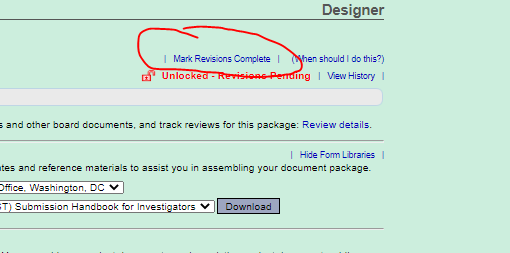 Designer
| Mark Revisions Complete | (When should I do this?)
Unlocked - Revisions Pending | View History |
s and other board documents, and track reviews for this package: Review details.
| Hide Form Libraries |
tes and reference materials to assist you in assembling your document package.
Office, Washington, DC
ST) Submission Handbook for Investigators Download